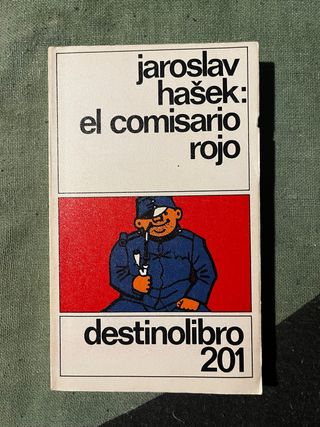 jaroslav
hašek:
el comisario
rojo
destinolibro
201